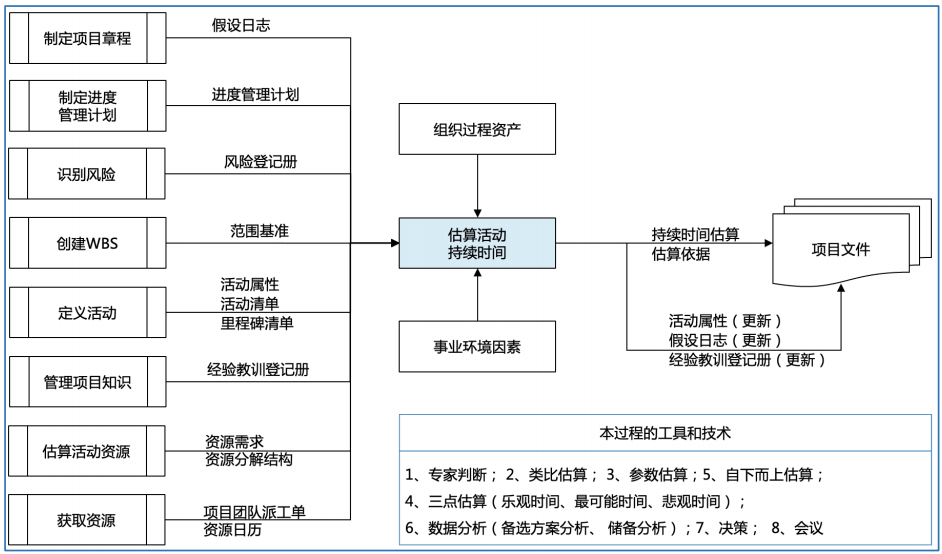 制定项目章程
假设日志
制定进度
管理计划
进度管理计划
识别风险
风险登记册
创建WBS
范围基准
定义活动
活动属性
活动清单
里程碑清单
管理项目知识
经验教训登记册
估算活动资源
资源需求
资源分解结构
获取资源
项目团队派工单
资源日历
组织过程资产
估算活动
持续时间
事业环境因素
持续时间估算
估算依据
项目文件
活动属性（更新）
假设日志（更新）
经验教训登记册（更新）
本过程的工具和技术
1、专家判断； 2、类比估算； 3、参数估算；5、自下而上估算；
4、三点估算（乐观时间、最可能时间、悲观时间）；
6、数据分析（备选方案分析、 储备分析）；7、决策； 8、会议